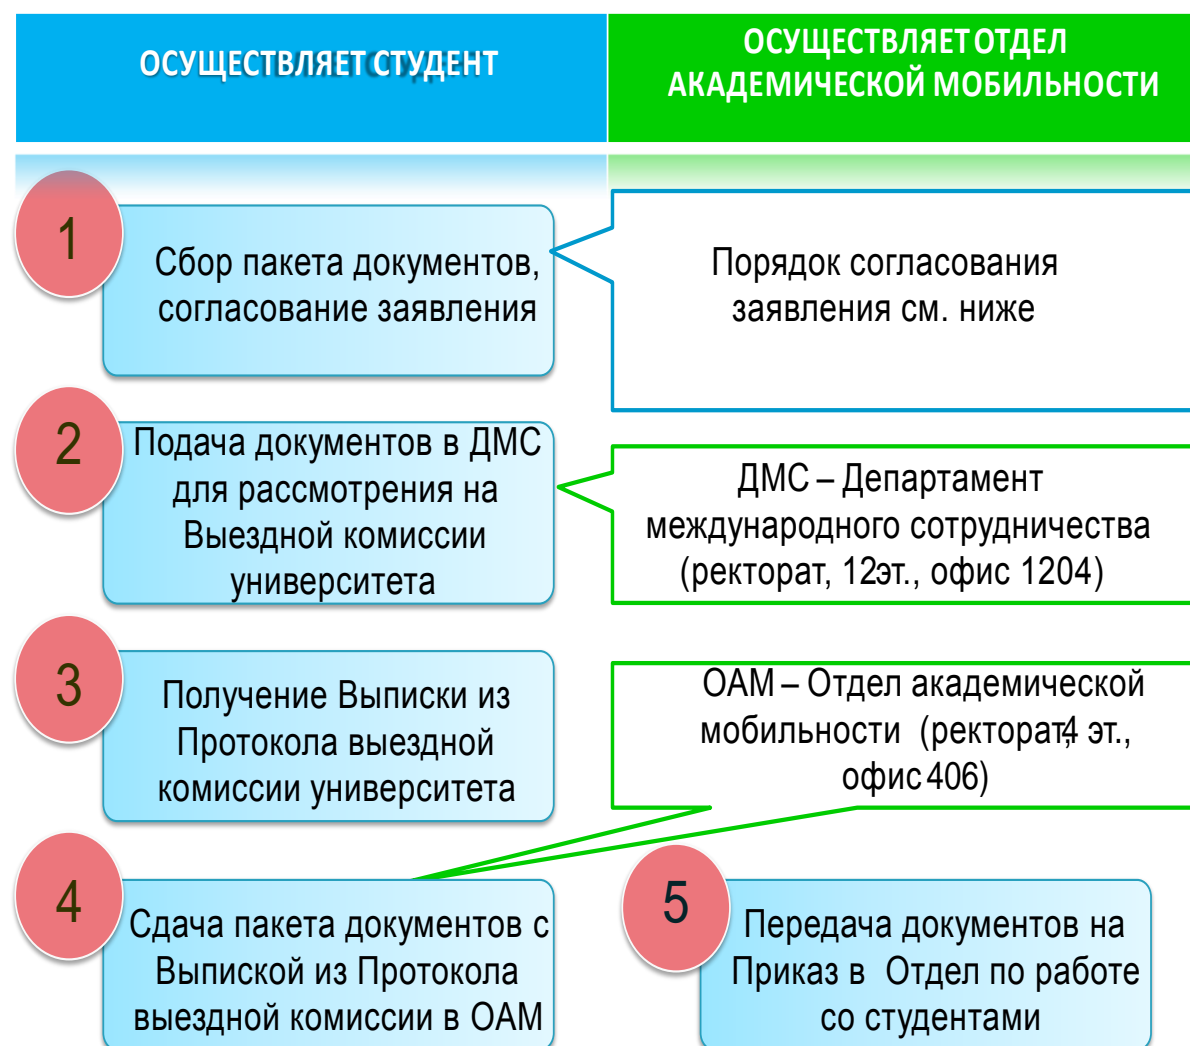 ОСУЩЕСТВЛЯЕТ СТУДЕНТ
ОСУЩЕСТВЛЯЕТ ОТДЕЛ
АКАДЕМИЧЕСКОЙ МОБИЛЬНОСТИ
1
Сбор пакета документов,
согласование заявления
Порядок согласования
заявления см. ниже
2
Подача документов в ДМС
для рассмотрения на
Выездной комиссии
университета
ДМС – Департамент
международного сотрудничества
(ректорат, 12эт., офис 1204)
3
Получение Выписки из
Протокола выездной
комиссии университета
ОАМ – Отдел академической
мобильности (ректорат, 4 эт.,
офис 406)
4
Сдача пакета документов с
Выпиской из Протокола
выездной комиссии в ОАМ
5
Передача документов на
Приказ в Отдел по работе
со студентами